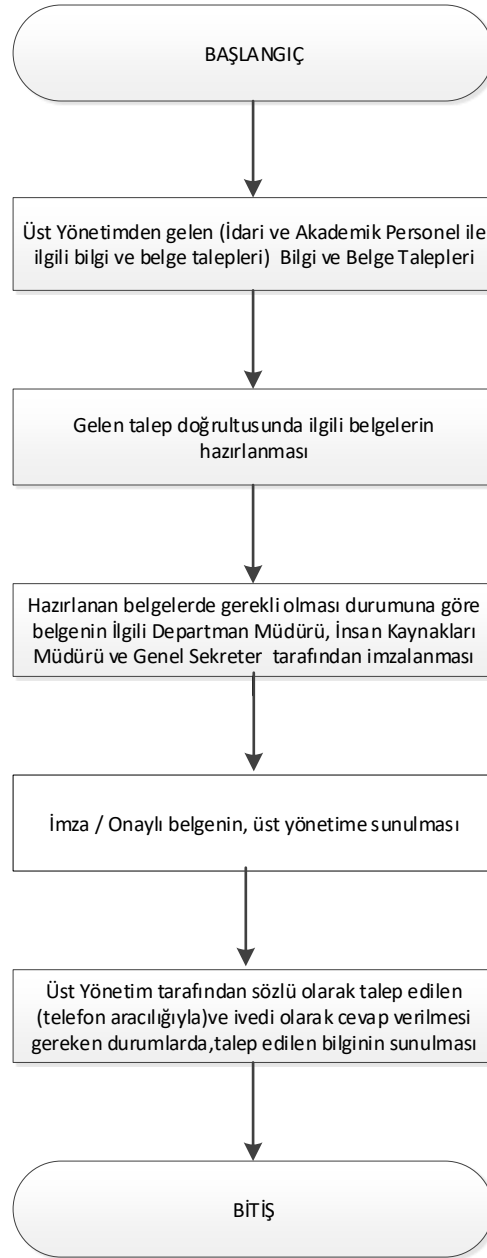 BAŞLANGIÇ
Üst Yönetimden gelen (İdari ve Akademik Personel ile
ilgili bilgi ve belge talepleri)  Bilgi ve Belge Talepleri
Gelen talep doğrultusunda ilgili belgelerin
hazırlanması
Hazırlanan belgelerde gerekli olması durumuna göre
belgenin İlgili Departman Müdürü, İnsan Kaynakları
Müdürü ve Genel Sekreter  tarafından imzalanması
İmza / Onaylı belgenin, üst yönetime sunulması
Üst Yönetim tarafından sözlü olarak talep edilen
(telefon aracılığıyla)ve ivedi olarak cevap verilmesi
gereken durumlarda,talep edilen bilginin sunulması
BİTİŞ